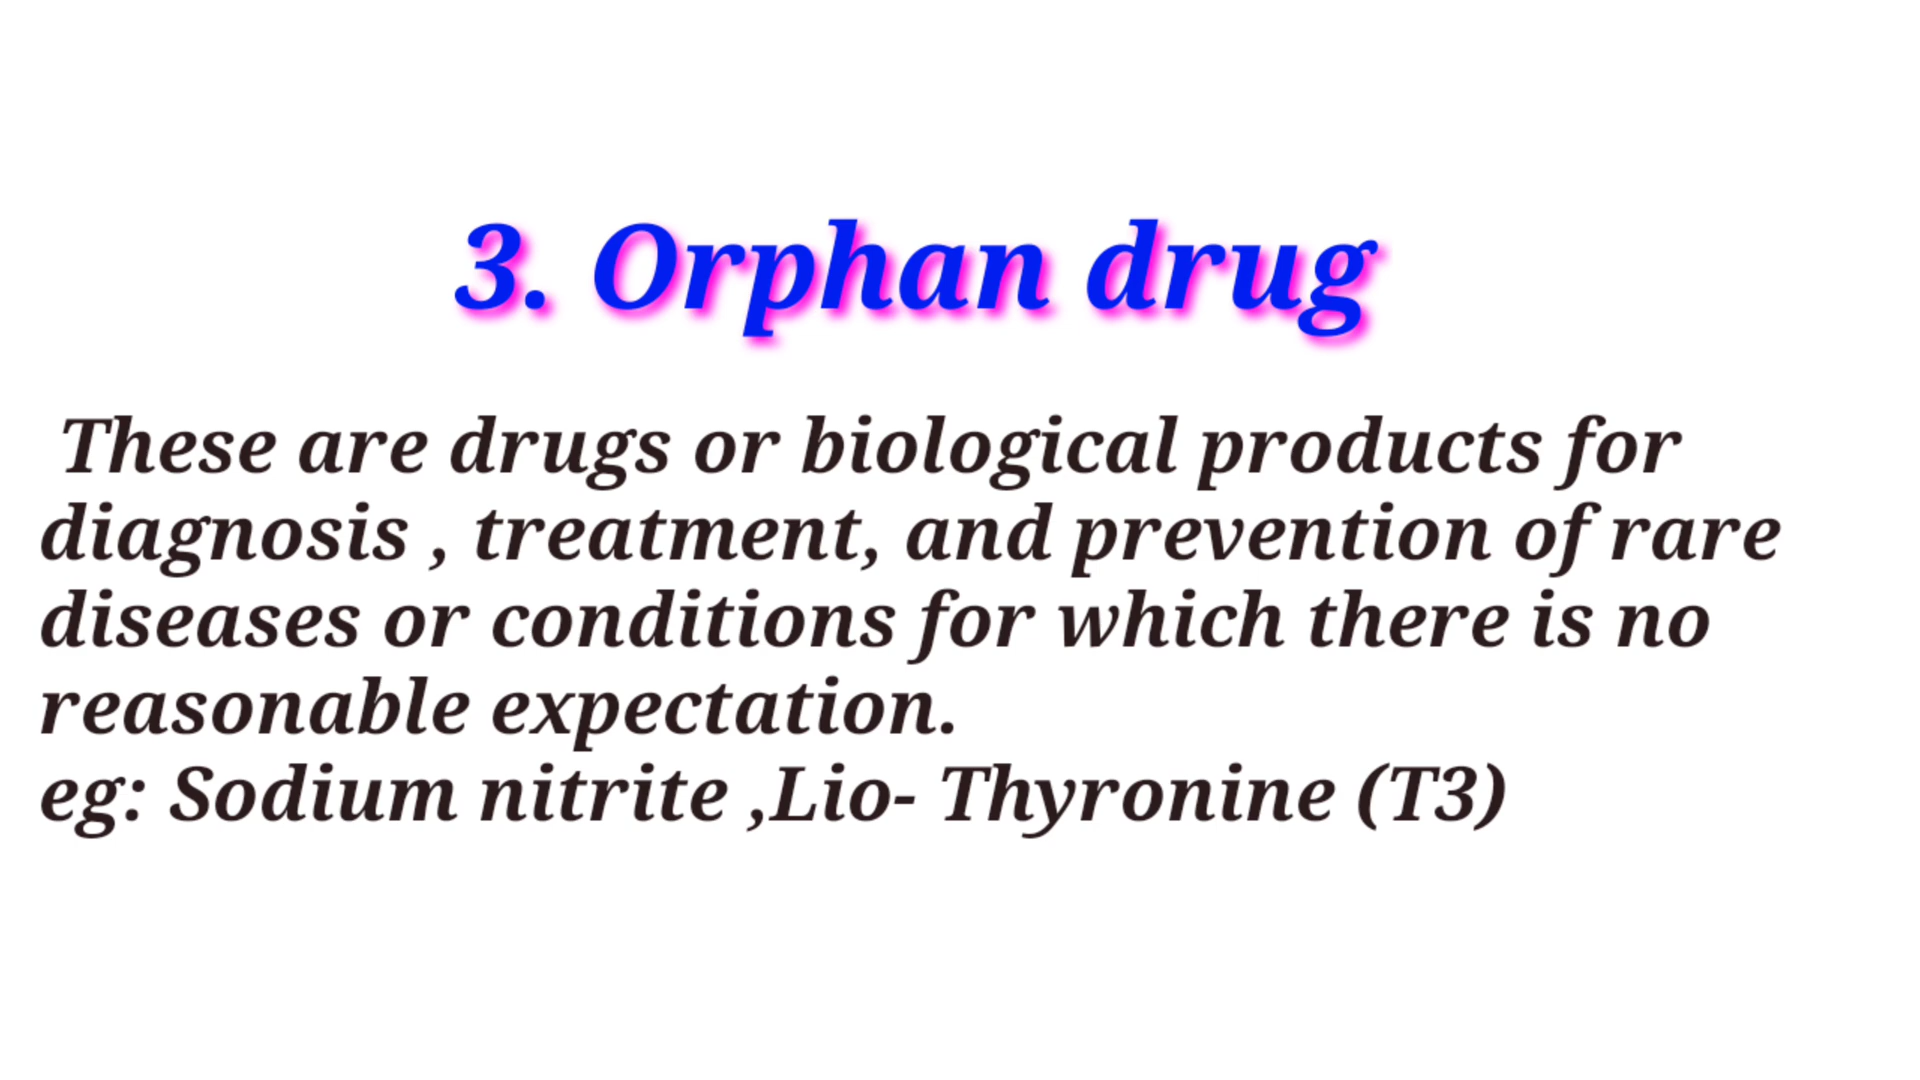 3. Orphan drug
These are drugs or biological products for
diagnosis , treatment, and prevention of rare
diseases or conditions for which there is no
reasonable expectation.
eg: Sodium nitrite ,Lio- Thyronine (T3)